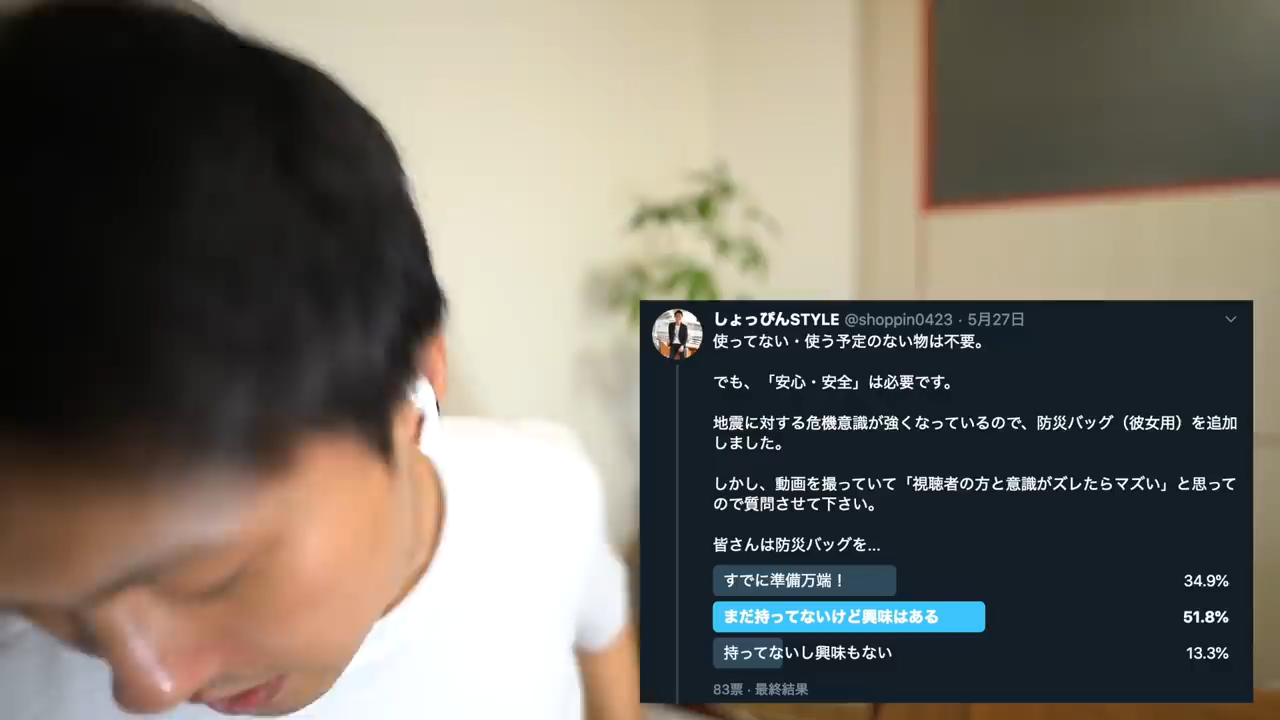 しょっぴんSTYLE @shoppin0423 · 5月27日
使ってない・使う予定のない物は不要。
でも、「安心・安全」は必要です。
地震に対する危機意識が強くなっているので、防災バッグ（彼女用）を追加
しました。
しかし、動画を撮っていて「視聴者の方と意識がズレたらマズい」と思って
ので質問させて下さい。
皆さんは防災バッグを...
すでに準備万端！ 34.9%
まだ持ってないけど興味はある 51.8%
持ってないし興味もない 13.3%
83票 · 最終結果